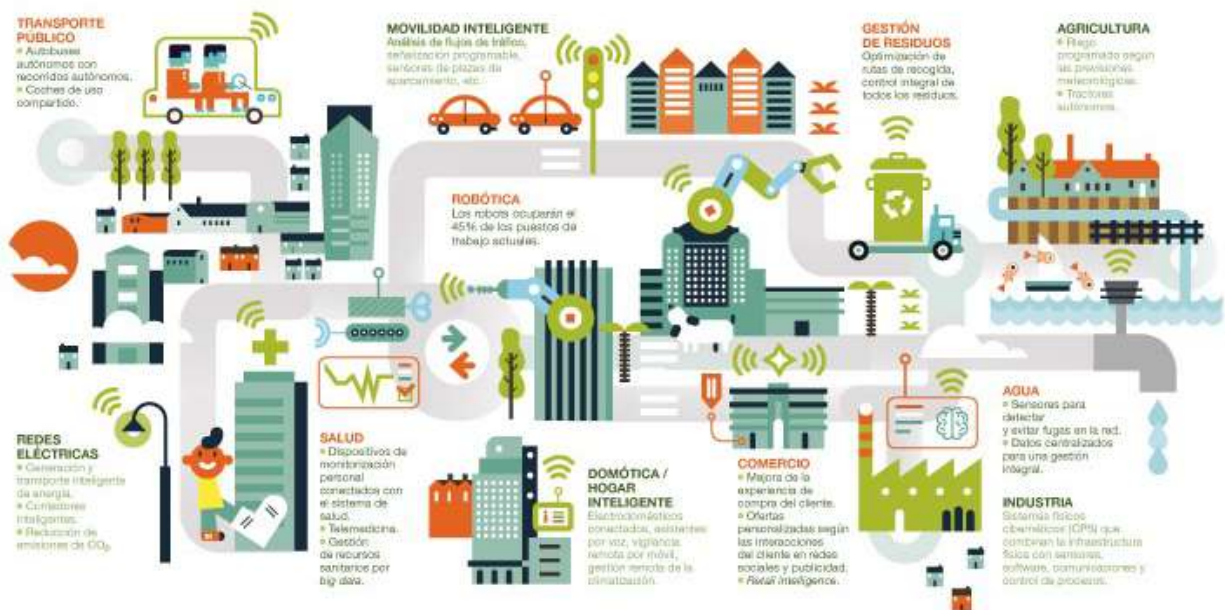 TRANSPORTE
PÚBLICO
• Autobuses
autónomos con
recorridos autónomos.
• Coches de uso
compartido.
MOVILIDAD INTELIGENTE
Análisis de flujos de tráfico,
señalización programable,
sensores de plazas de
aparcamiento, etc.
GESTIÓN
DE RESIDUOS
Optimización de
rutas de recogida,
control integral de
todos los residuos.
AGRICULTURA
• Riego
programado según
las previsiones
meteorológicas.
• Tractores
autónomos.
ROBÓTICA
Los robots ocuparán el
45% de los puestos de
trabajo actuales.
REDES
ELÉCTRICAS
• Generación y
transporte inteligente
de energía.
• Contadores
inteligentes.
• Reducción de
emisiones de CO₂.
SALUD
• Dispositivos de
monitorización
personal
conectados con
el sistema de
salud.
• Telemedicina.
• Gestión
de recursos
sanitarios por
big data.
DOMÓTICA /
HOGAR
INTELIGENTE
Electrodomésticos
conectados, asistentes
por voz, vigilancia
remota por móvil,
gestión remota de la
climatización.
COMERCIO
• Mejora de la
experiencia de
compra del cliente.
• Ofertas
personalizadas según
las interacciones
del cliente en redes
sociales y publicidad.
• Retail intelligence.
AGUA
• Sensores para
detectar
y evitar fugas en la red.
• Datos centralizados
para una gestión
integral.
INDUSTRIA
Sistemas físicos
cibernéticos (CPS) que
combinan la infraestructura
física con sensores,
software, comunicaciones y
control de procesos.